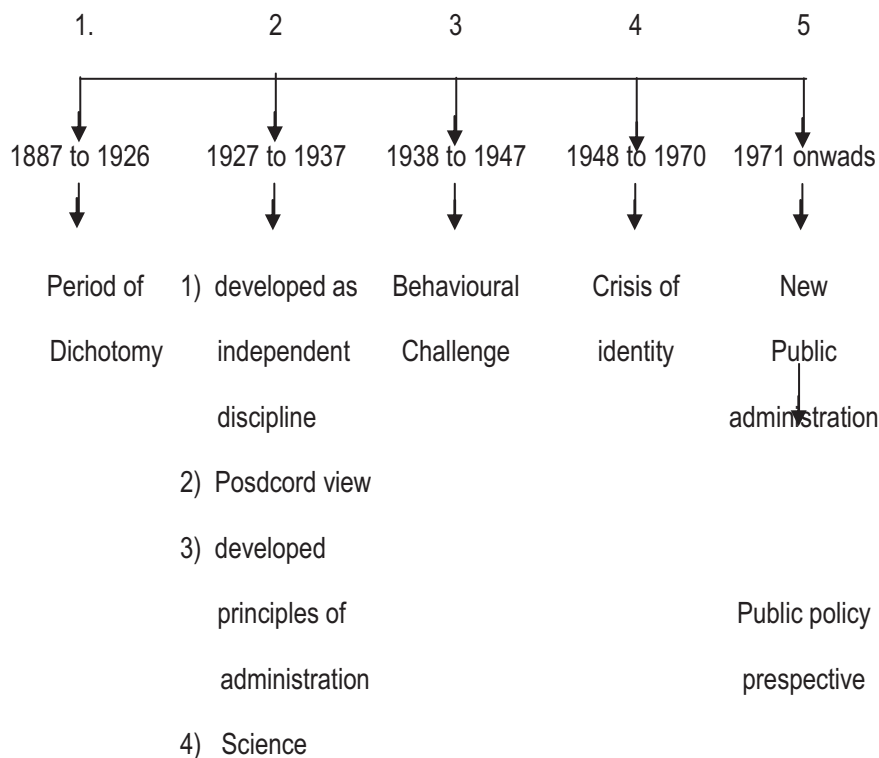 1. 2 3 4 5
1887 to 1926 1927 to 1937 1938 to 1947 1948 to 1970 1971 onwads
Period of 1) developed as Behavioural Crisis of New
Dichotomy independent Challenge identity Public
discipline administration
2) Posdcord view
3) developed
principles of Public policy
administration prespective
4) Science